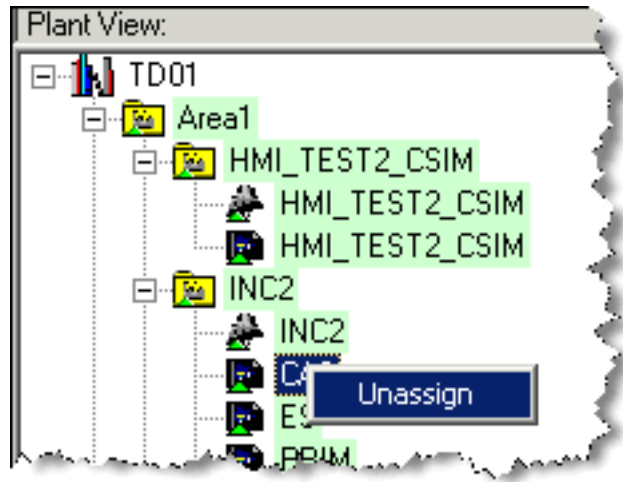 Plant View:
TD01
Area1
HMI_TEST2_CSIM
HMI_TEST2_CSIM
HMI_TEST2_CSIM
INC2
INC2
Unassign